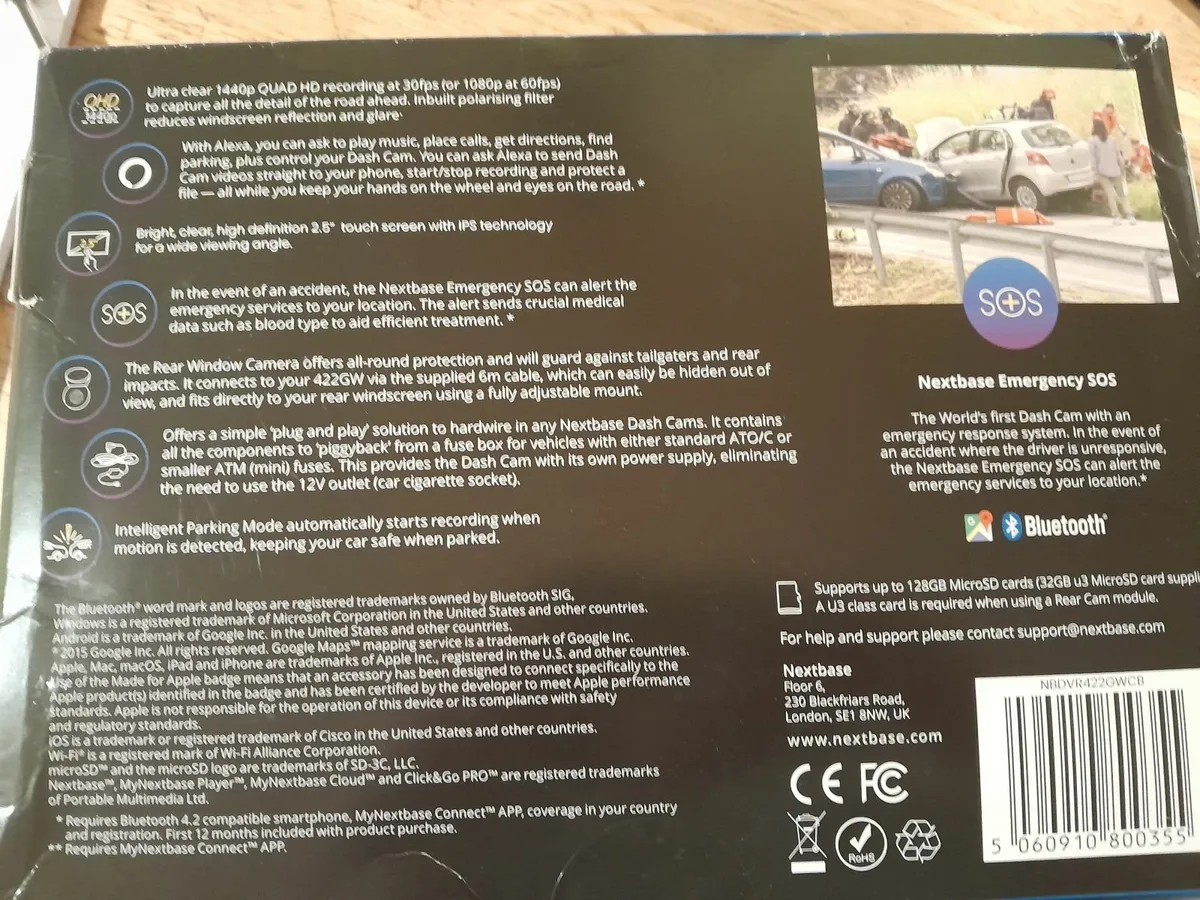 QHD
1440p
Ultra clear 1440p QUAD HD recording at 30fps (or 1080p at 60fps)
to capture all the detail of the road ahead. Inbuilt polarising filter
reduces windscreen reflection and glare.
With Alexa, you can ask to play music, place calls, get directions, find
parking, plus control your Dash Cam. You can ask Alexa to send Dash
Cam videos straight to your phone, start/stop recording and protect a
file — all while you keep your hands on the wheel and eyes on the road. *
2.5"
Bright, clear, high definition 2.5" touch screen with IPS technology
for a wide viewing angle.
SOS
In the event of an accident, the Nextbase Emergency SOS can alert the
emergency services to your location. The alert sends crucial medical
data such as blood type to aid efficient treatment. *
The Rear Window Camera offers all-round protection and will guard against tailgaters and rear
impacts. It connects to your 422GW via the supplied 6m cable, which can easily be hidden out of
view, and fits directly to your rear windscreen using a fully adjustable mount.
Offers a simple 'plug and play' solution to hardwire in any Nextbase Dash Cams. It contains
all the components to 'piggyback' from a fuse box for vehicles with either standard ATO/C or
smaller ATM (mini) fuses. This provides the Dash Cam with its own power supply, eliminating
the need to use the 12V outlet (car cigarette socket).
Intelligent Parking Mode automatically starts recording when
motion is detected, keeping your car safe when parked.
The Bluetooth® word mark and logos are registered trademarks owned by Bluetooth SIG,
Windows is a registered trademark of Microsoft Corporation in the United States and other countries.
Android is a trademark of Google Inc. in the United States and other countries.
* 2015 Google Inc. All rights reserved. Google Maps™ mapping service is a trademark of Google Inc.
Apple, Mac, macOS, iPad and iPhone are trademarks of Apple Inc., registered in the U.S. and other countries.
Use of the Made for Apple badge means that an accessory has been designed to connect specifically to the
Apple product(s) identified in the badge and has been certified by the developer to meet Apple performance
standards. Apple is not responsible for the operation of this device or its compliance with safety
and regulatory standards.
iOS is a trademark or registered trademark of Cisco in the United States and other countries.
Wi-Fi® is a registered mark of Wi-Fi Alliance Corporation.
microSD™ and the microSD logo are trademarks of SD-3C, LLC.
Nextbase™, MyNextbase Player™, MyNextbase Cloud™ and Click&Go PRO™ are registered trademarks
of Portable Multimedia Ltd.
* Requires Bluetooth 4.2 compatible smartphone, MyNextbase Connect™ APP, coverage in your country
and registration. First 12 months included with product purchase.
** Requires MyNextbase Connect™ APP.
SOS
Nextbase Emergency SOS
The World's first Dash Cam with an
emergency response system. In the event of
an accident where the driver is unresponsive,
the Nextbase Emergency SOS can alert the
emergency services to your location.*
Bluetooth®
Supports up to 128GB MicroSD cards (32GB u3 MicroSD card suppli
A U3 class card is required when using a Rear Cam module.
For help and support please contact support@nextbase.com
Nextbase
Floor 6,
230 Blackfriars Road,
London, SE1 8NW, UK
www.nextbase.com
CE FC
RoHS
NBDVR422GWCB
5 060910 800355